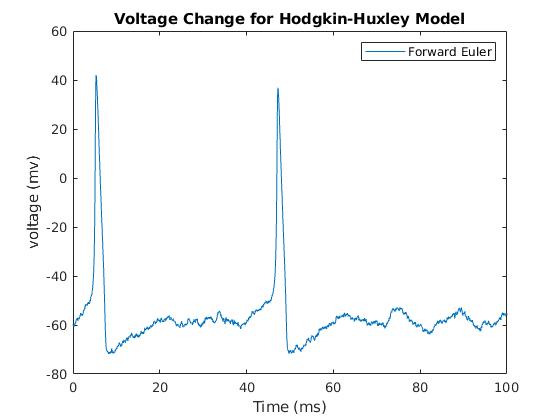 Voltage Change for Hodgkin-Huxley Model
Forward Euler
voltage (mv)
60
40
20
0
-20
-40
-60
-80
0 20 40 60 80 100
Time (ms)